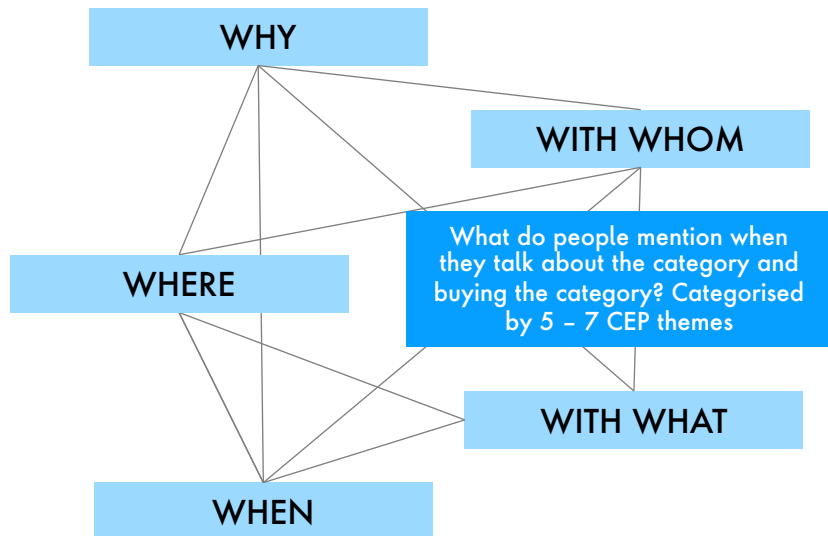 WHY
WITH WHOM
What do people mention when
they talk about the category and
buying the category? Categorised
by 5 – 7 CEP themes
WHERE
WITH WHAT
WHEN